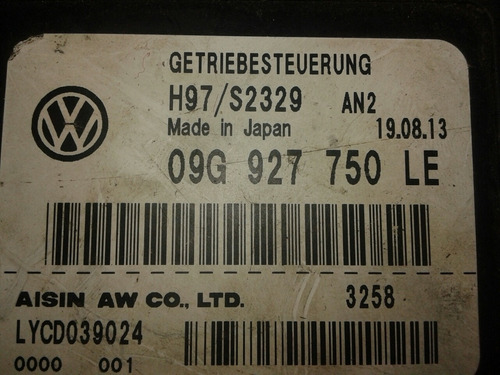 GETRIEBESTEUERUNG
H97/S2329 AN2
Made in Japan 19.08.13
09G 927 750 LE
AISIN AW CO., LTD. 3258
LYCD039024
0000 001